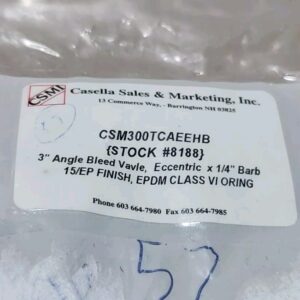 CSMI
Casella Sales & Marketing, Inc.
13 Commerce Way, - Barrington NH 03825
CSM300TCAEEHB
{STOCK #8188}
3" Angle Bleed Vavle, Eccentric x 1/4" Barb
15/EP FINISH, EPDM CLASS VI ORING
Phone 603 664-7980 Fax 603 664-7985
57